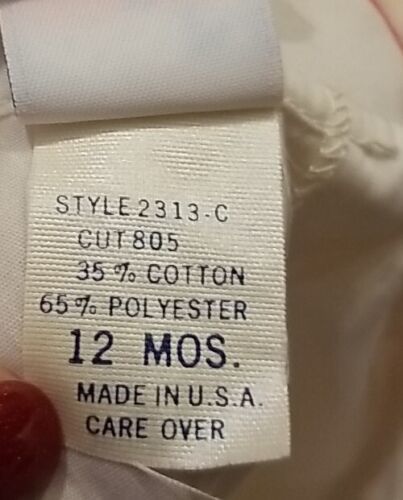 STYLE 2313-C
CUT 805
35% COTTON
65% POLYESTER
12 MOS.
MADE IN U.S.A.
CARE OVER